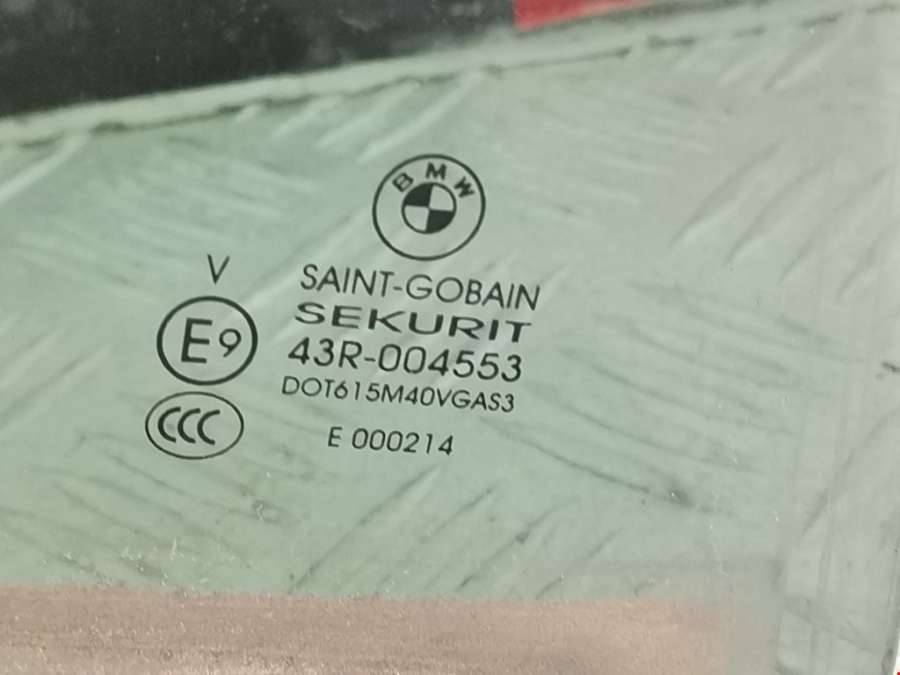 BMW
SAINT-GOBAIN
V
SEKURIT
E9
43R-004553
DOT615M40VGAS3
CCC
E 000214